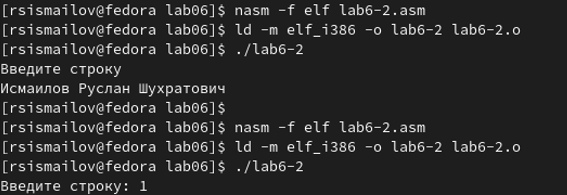 [rsismailov@fedora lab06]$ nasm -f elf lab6-2.asm
[rsismailov@fedora lab06]$ ld -m elf_i386 -o lab6-2 lab6-2.o
[rsismailov@fedora lab06]$ ./lab6-2
Введите строку
Исмаилов Руслан Шухратович
[rsismailov@fedora lab06]$
[rsismailov@fedora lab06]$ nasm -f elf lab6-2.asm
[rsismailov@fedora lab06]$ ld -m elf_i386 -o lab6-2 lab6-2.o
[rsismailov@fedora lab06]$ ./lab6-2
Введите строку: 1